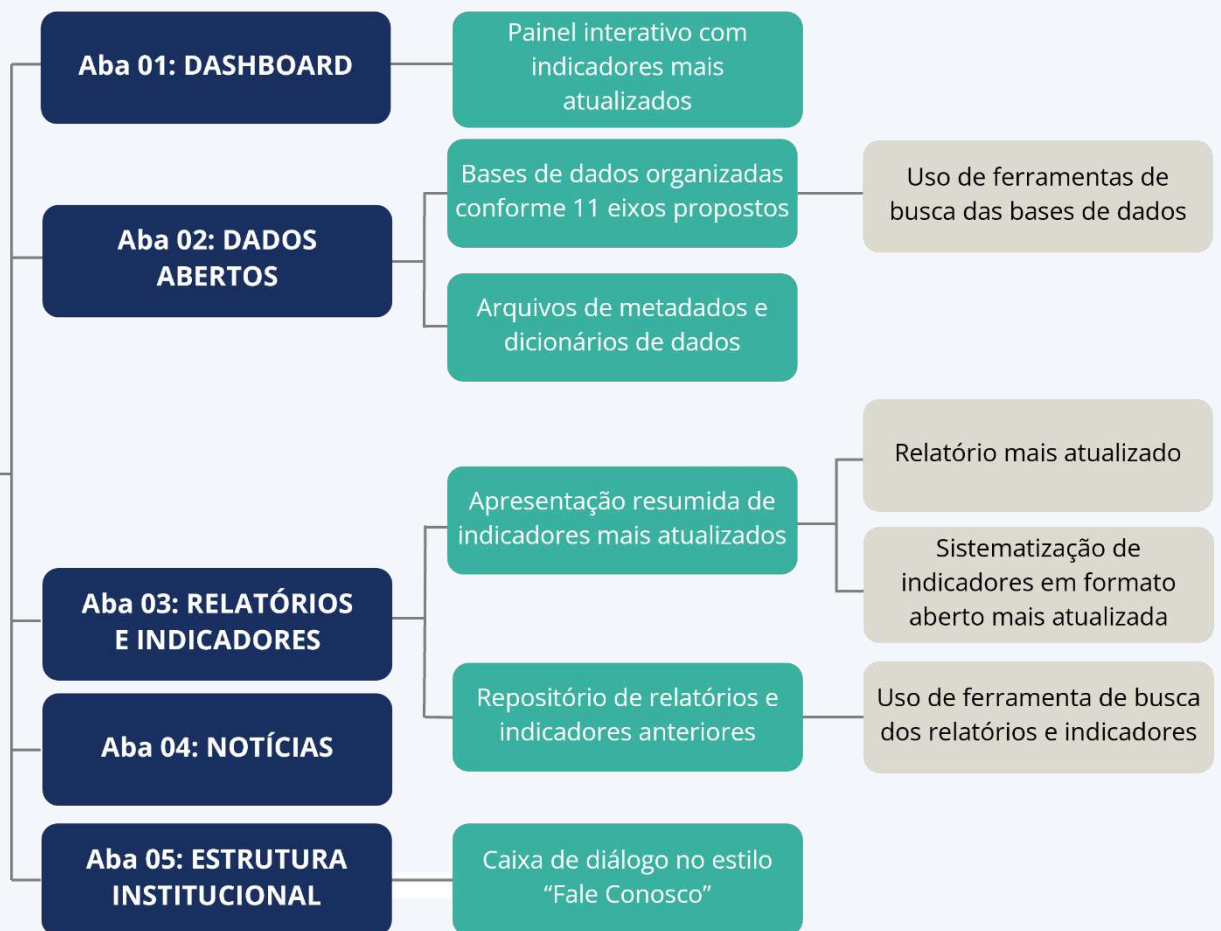 Aba 01: DASHBOARD
Painel interativo com
indicadores mais
atualizados
Aba 02: DADOS
ABERTOS
Bases de dados organizadas
conforme 11 eixos propostos
Uso de ferramentas de
busca das bases de dados
Arquivos de metadados e
dicionários de dados
Aba 03: RELATÓRIOS
E INDICADORES
Apresentação resumida de
indicadores mais atualizados
Relatório mais atualizado
Sistematização de
indicadores em formato
aberto mais atualizada
Repositório de relatórios e
indicadores anteriores
Uso de ferramenta de busca
dos relatórios e indicadores
Aba 04: NOTÍCIAS
Aba 05: ESTRUTURA
INSTITUCIONAL
Caixa de diálogo no estilo
“Fale Conosco”